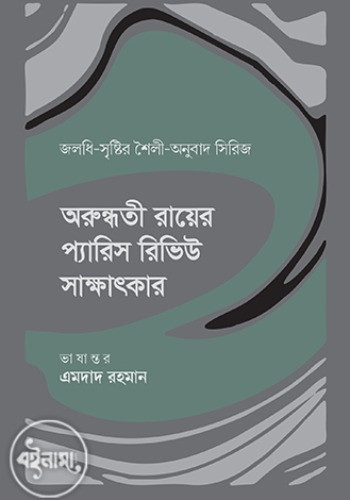 জলধি-সৃষ্টির শৈলী-অনুবাদ সিরিজ
অরুন্ধতী রায়ের
প্যারিস রিভিউ
সাক্ষাৎকার
ভাষান্তর
এমদাদ রহমান
বইনামা